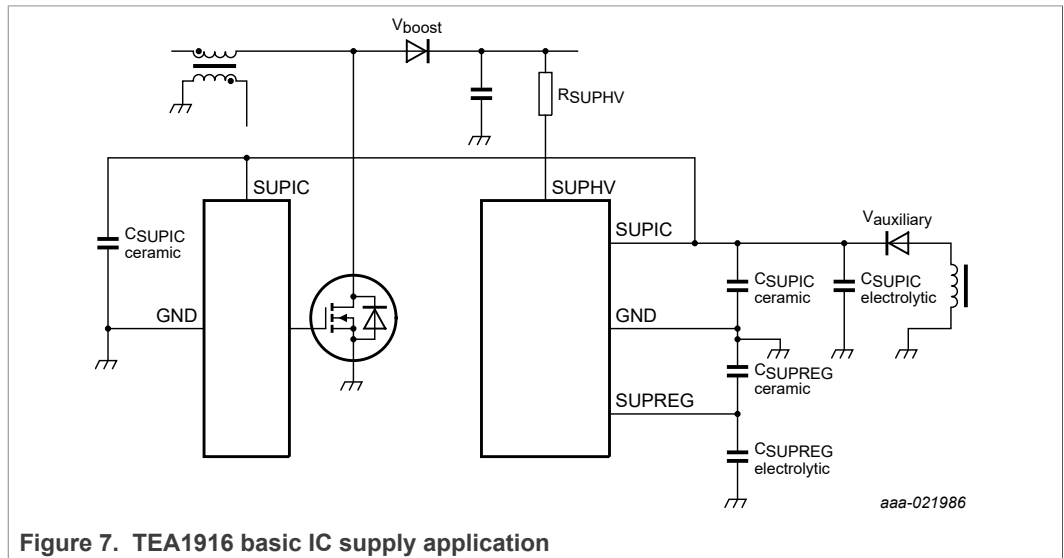 Vboost
RSUPHV
SUPIC
SUPHV
CSUPIC
ceramic
SUPIC
Vauxiliary
CSUPIC
ceramic
CSUPIC
electrolytic
GND
GND
CSUPREG
ceramic
SUPREG
CSUPREG
electrolytic
aaa-021986
Figure 7. TEA1916 basic IC supply application